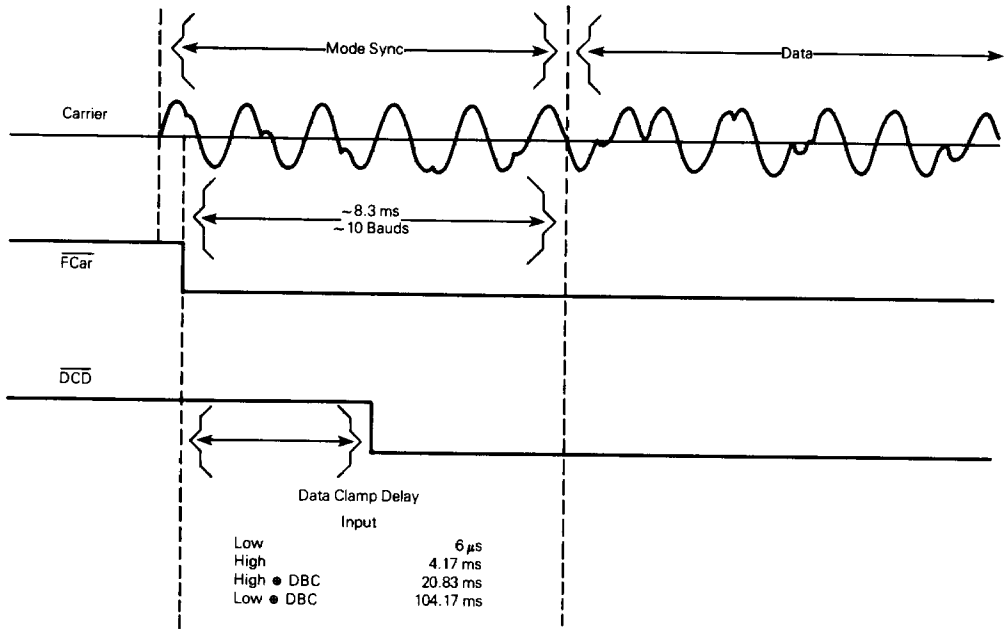 Mode Sync
Data
Carrier
~8.3 ms
~10 Bauds
FCar
DCD
Data Clamp Delay
Input
Low 6 μs
High 4.17 ms
High ⊕ DBC 20.83 ms
Low ⊕ DBC 104.17 ms